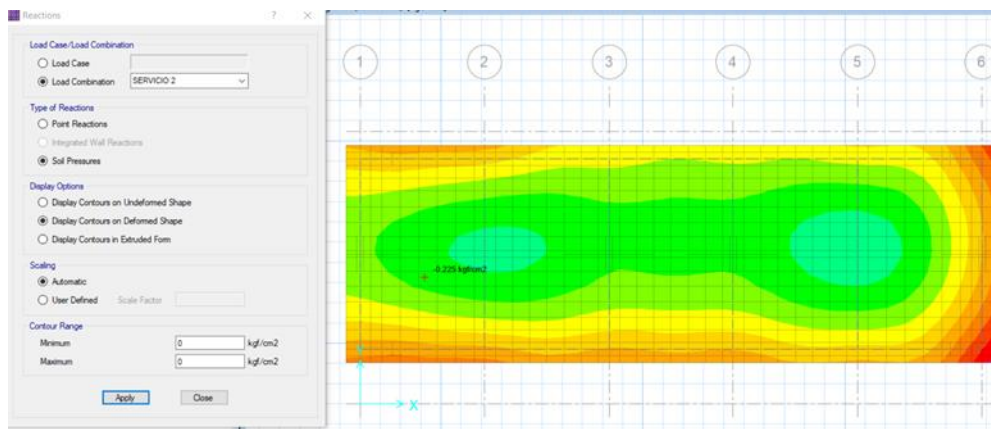 Reactions
? ×
Load Case/Load Combination
Load Case
Load Combination SERVICIO 2
Type of Reactions
Point Reactions
Integrated Wall Reactions
Soil Pressures
Display Options
Display Contours on Undeformed Shape
Display Contours on Deformed Shape
Display Contours in Extruded Form
Scaling
Automatic
User Defined Scale Factor
Contour Range
Minimum 0 kgf/cm2
Maximum 0 kgf/cm2
Apply Close
1 2 3 4 5 6
-0.225 kgf/cm2
X